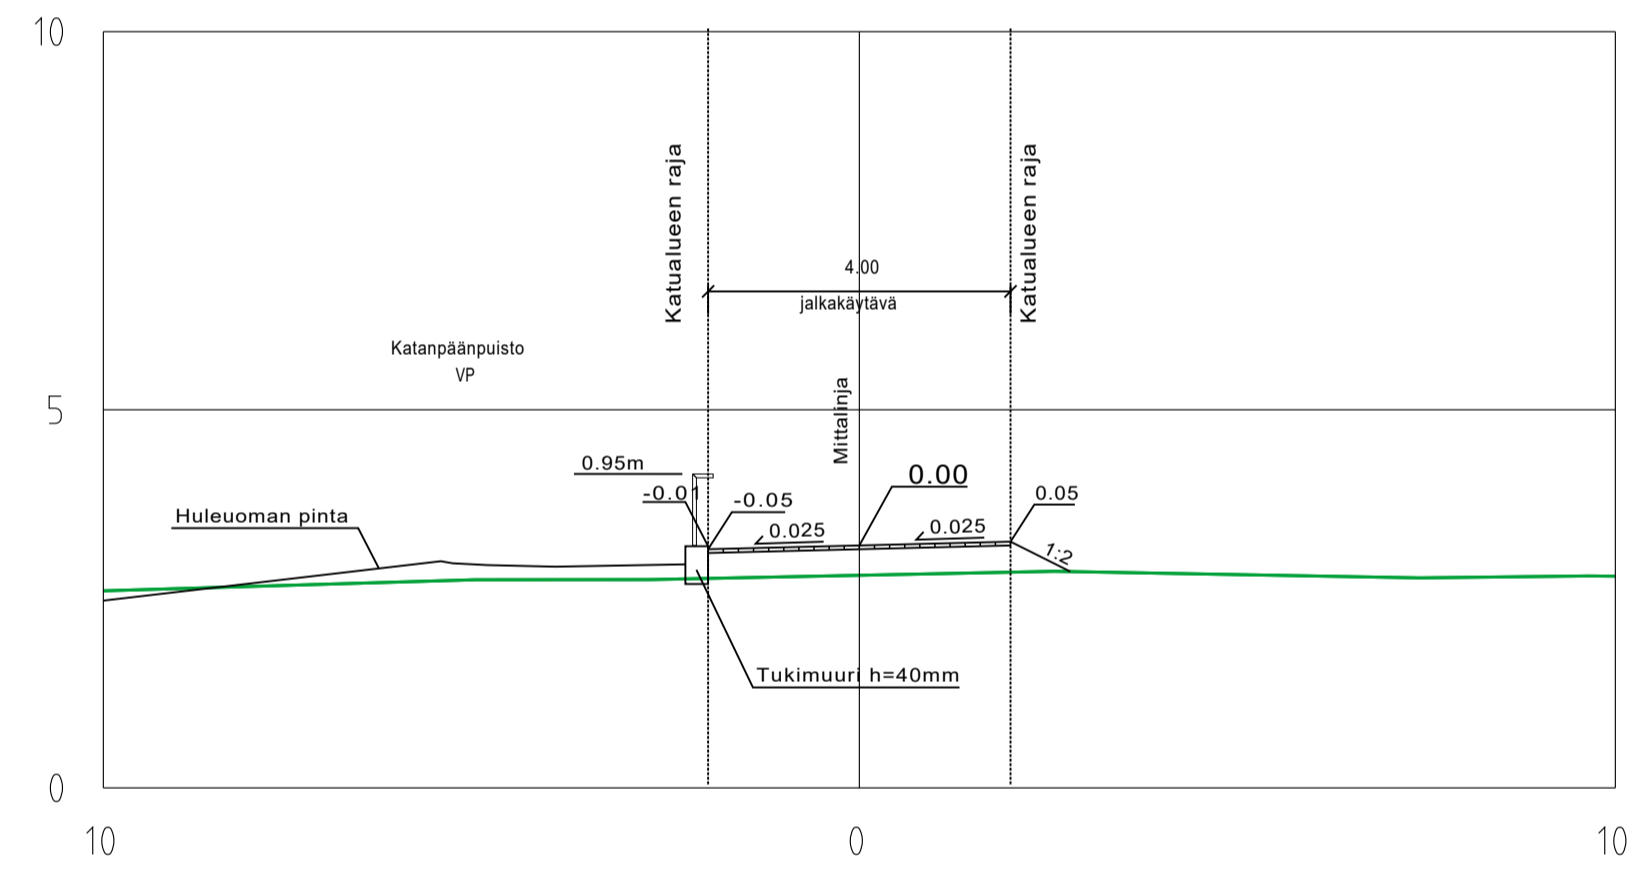 10
Katualueen raja
Katualueen raja
4.00
jalkakäytävä
Katanpäänpuisto
VP
Mittalinja
5
0.95m
-0.01
-0.05
0.00
0.05
Huleuoman pinta
0.025
0.025
1:2
Tukimuuri h=40mm
0
10
0
10